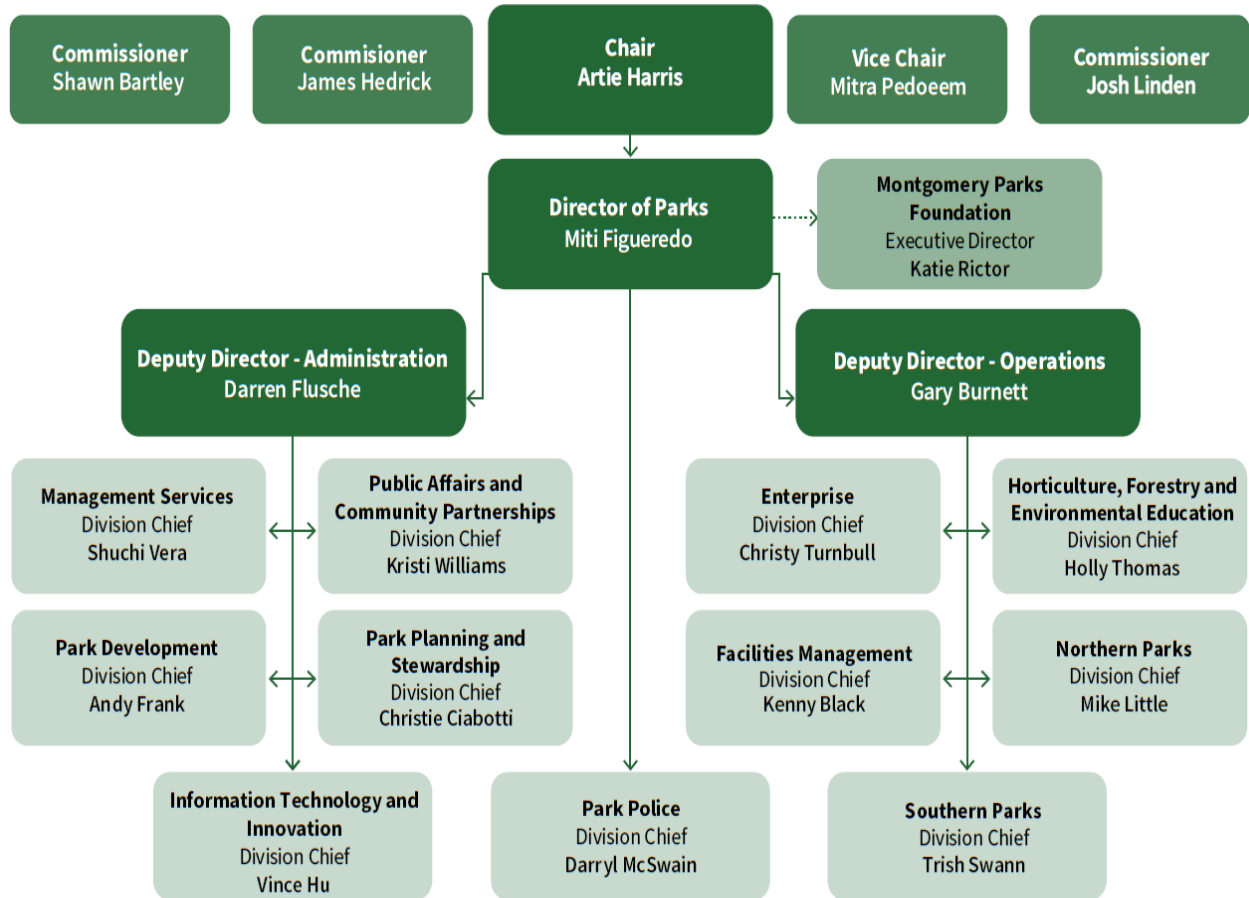 Commissioner
Shawn Bartley
Commisioner
James Hedrick
Chair
Artie Harris
Vice Chair
Mitra Pedoeem
Commissioner
Josh Linden
Director of Parks
Miti Figueredo
Montgomery Parks
Foundation
Executive Director
Katie Rictor
Deputy Director - Administration
Darren Flusche
Deputy Director - Operations
Gary Burnett
Management Services
Division Chief
Shuchi Vera
Public Affairs and
Community Partnerships
Division Chief
Kristi Williams
Enterprise
Division Chief
Christy Turnbull
Horticulture, Forestry and
Environmental Education
Division Chief
Holly Thomas
Park Development
Division Chief
Andy Frank
Park Planning and
Stewardship
Division Chief
Christie Ciabotti
Facilities Management
Division Chief
Kenny Black
Northern Parks
Division Chief
Mike Little
Information Technology and
Innovation
Division Chief
Vince Hu
Park Police
Division Chief
Darryl McSwain
Southern Parks
Division Chief
Trish Swann